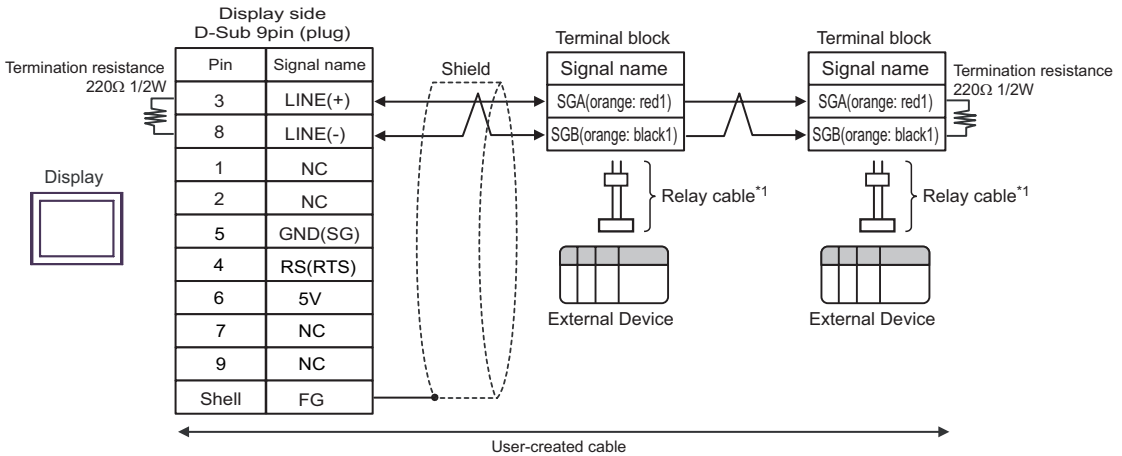 Display side
D-Sub 9pin (plug)
Terminal block
Terminal block
Termination resistance
220Ω 1/2W
Pin Signal name
Shield
Signal name
Signal name
Termination resistance
220Ω 1/2W
3 LINE(+)
SGA(orange: red1)
SGA(orange: red1)
8 LINE(-)
SGB(orange: black1)
SGB(orange: black1)
1 NC
Display
2 NC
Relay cable*1
Relay cable*1
5 GND(SG)
4 RS(RTS)
6 5V
External Device
External Device
7 NC
9 NC
Shell FG
User-created cable